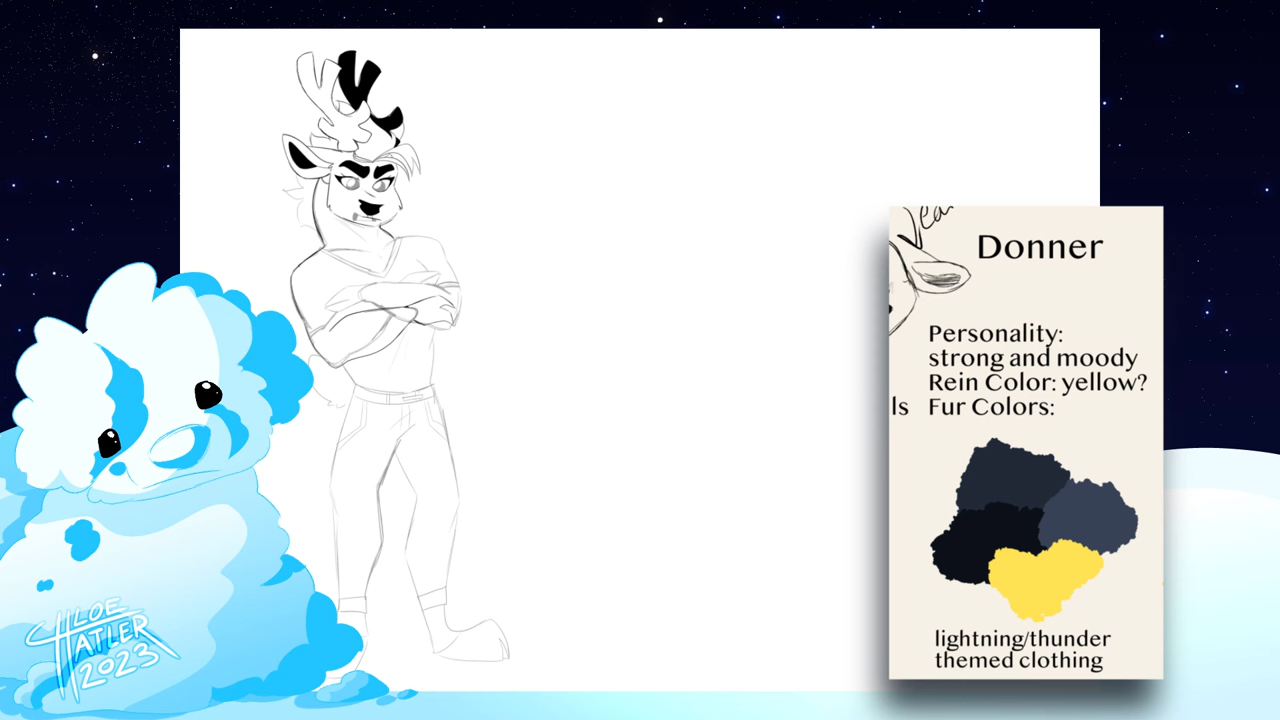 Donner
Personality:
strong and moody
Rein Color: yellow?
ls Fur Colors:
lightning/thunder
themed clothing
CHLOE
HATLER
2023